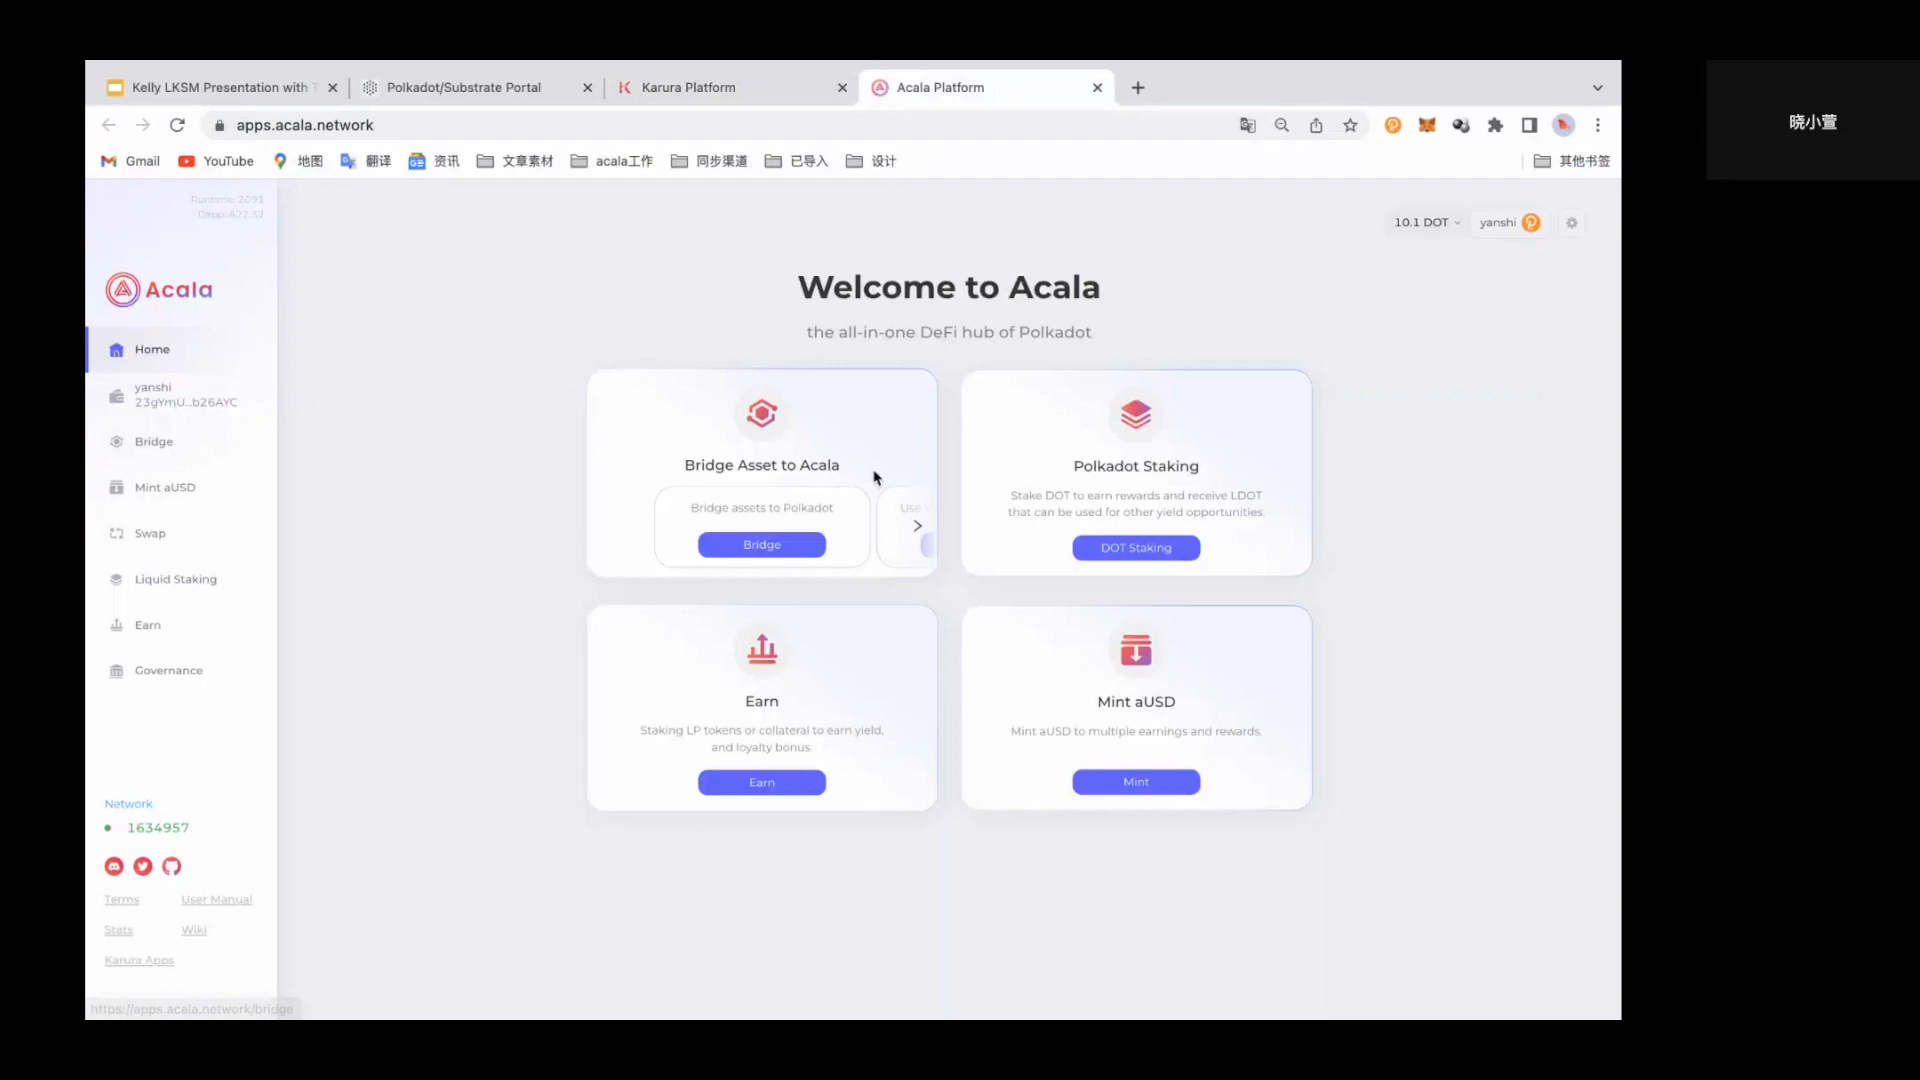 Kelly LKSM Presentation with T
Polkadot/Substrate Portal
Karura Platform
Acala Platform
apps.acala.network
Gmail
YouTube
地图
翻译
资讯
文章素材
acala工作
同步渠道
已导入
设计
其他书签
晓小萱
Runtime: 2091
Dapp: A22.32
Acala
Home
yanshi
23gYmU...b26AYC
Bridge
Mint aUSD
Swap
Liquid Staking
Earn
Governance
Network
1634957
Terms
User Manual
Stats
Wiki
Karura Apps
https://apps.acala.network/bridge
10.1 DOT
yanshi
Welcome to Acala
the all-in-one DeFi hub of Polkadot
Bridge Asset to Acala
Bridge assets to Polkadot
Bridge
Use
Polkadot Staking
Stake DOT to earn rewards and receive LDOT
that can be used for other yield opportunities.
DOT Staking
Earn
Staking LP tokens or collateral to earn yield,
and loyalty bonus.
Earn
Mint aUSD
Mint aUSD to multiple earnings and rewards.
Mint